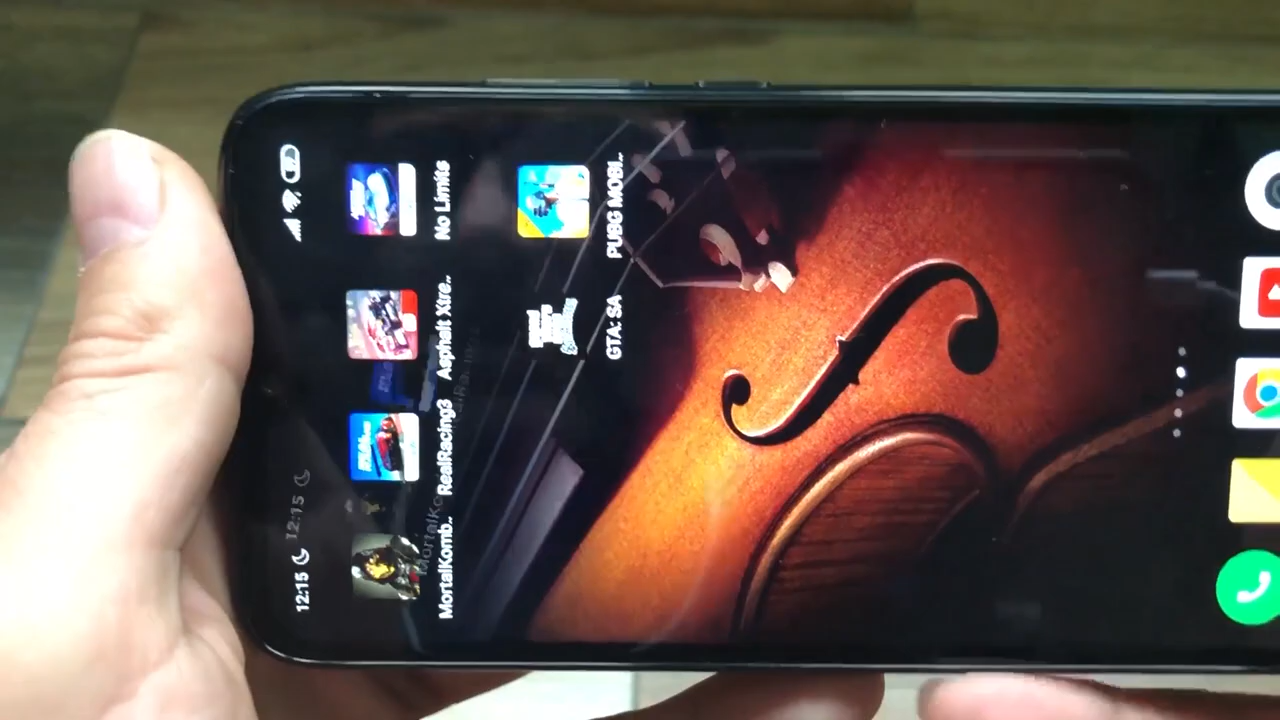 12:15
MortalKomb..
RealRacing3
Asphalt Xtre..
No Limits
GTA: SA
PUBG MOBI..